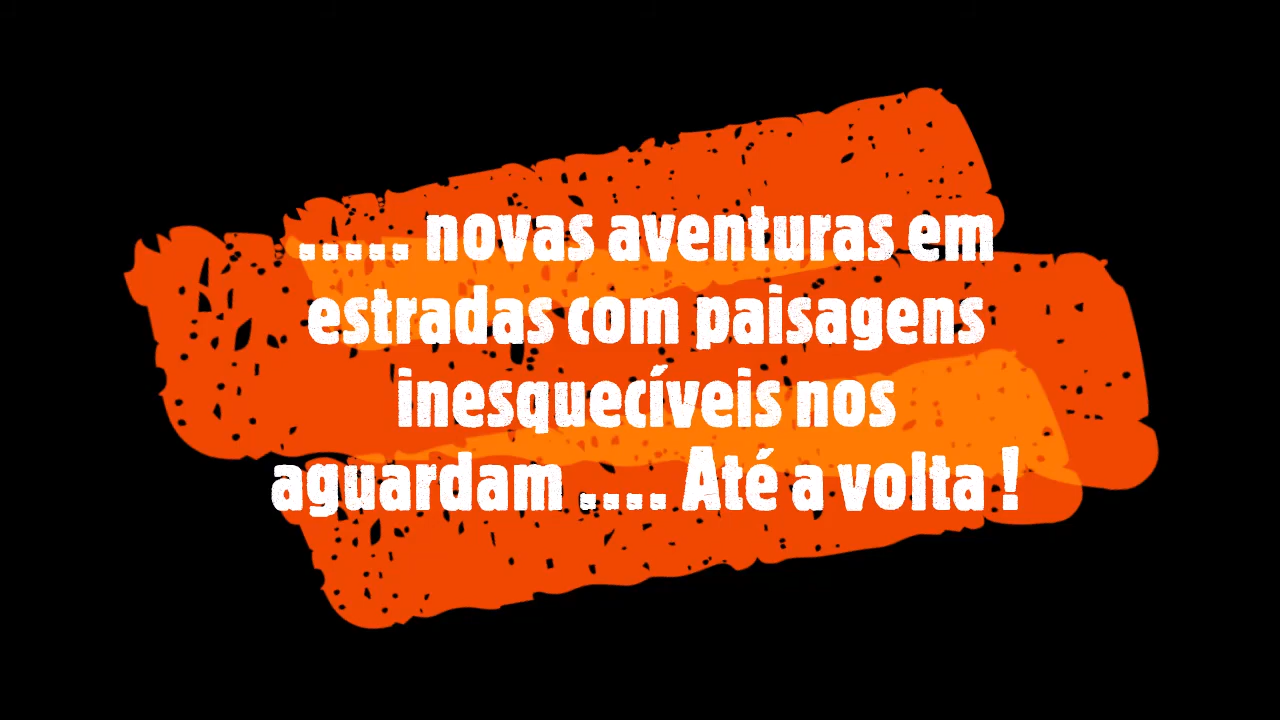 ..... novas aventuras em
estradas com paisagens
inesquecíveis nos
aguardam .... Até a volta !